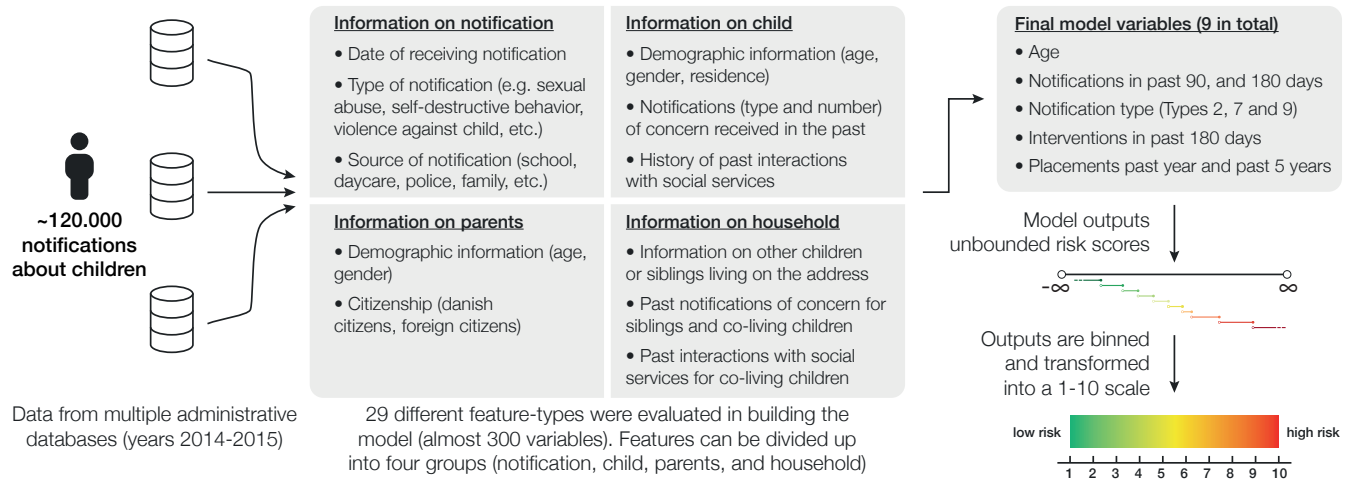 ~120.000
notifications
about children
Data from multiple administrative
databases (years 2014-2015)
Information on notification
• Date of receiving notification
• Type of notification (e.g. sexual
abuse, self-destructive behavior,
violence against child, etc.)
• Source of notification (school,
daycare, police, family, etc.)
Information on child
• Demographic information (age,
gender, residence)
• Notifications (type and number)
of concern received in the past
• History of past interactions
with social services
Information on parents
• Demographic information (age,
gender)
• Citizenship (danish
citizens, foreign citizens)
Information on household
• Information on other children
or siblings living on the address
• Past notifications of concern for
siblings and co-living children
• Past interactions with social
services for co-living children
29 different feature-types were evaluated in building the
model (almost 300 variables). Features can be divided up
into four groups (notification, child, parents, and household)
Final model variables (9 in total)
• Age
• Notifications in past 90, and 180 days
• Notification type (Types 2, 7 and 9)
• Interventions in past 180 days
• Placements past year and past 5 years
Model outputs
unbounded risk scores
-∞ ∞
Outputs are binned
and transformed
into a 1-10 scale
low risk high risk
1 2 3 4 5 6 7 8 9 10